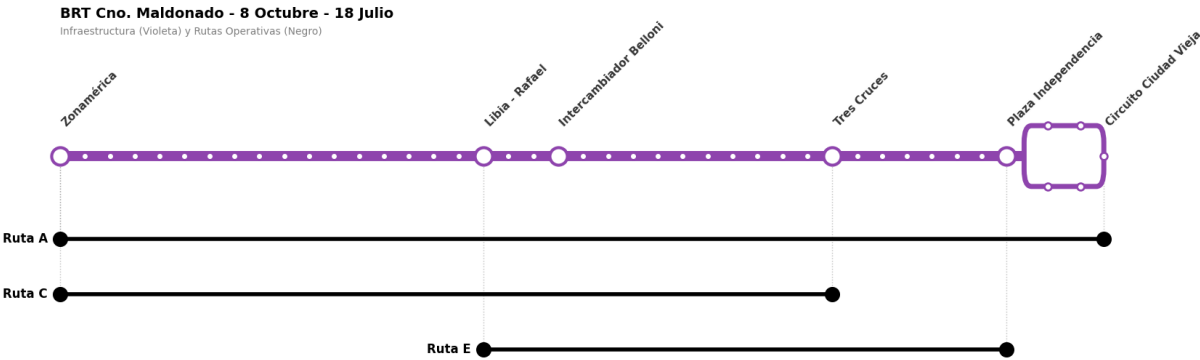 BRT Cno. Maldonado - 8 Octubre - 18 Julio
Infraestructura (Violeta) y Rutas Operativas (Negro)
Zonamérica
Libia - Rafael
Intercambiador Belloni
Tres Cruces
Plaza Independencia
Circuito Ciudad Vieja
Ruta A
Ruta C
Ruta E